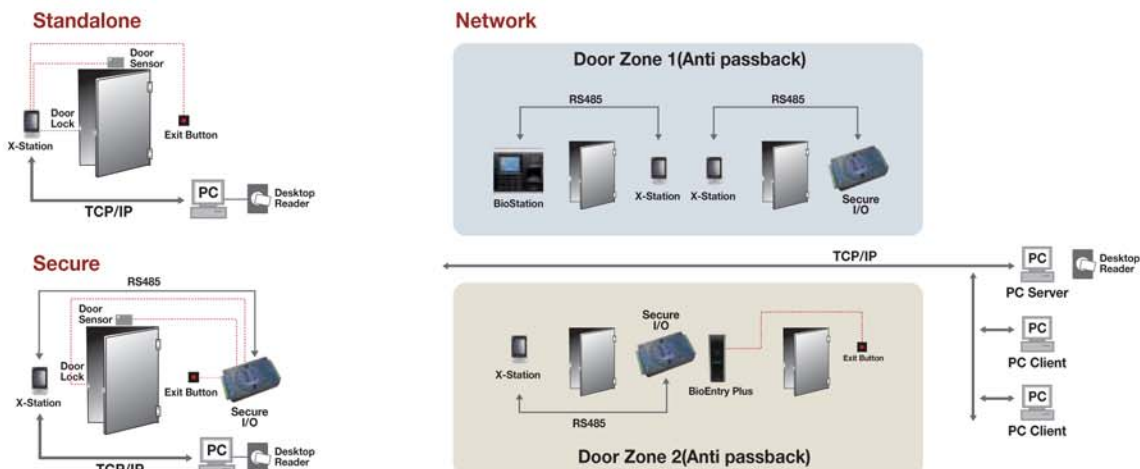 Standalone
Door
Sensor
Door
Lock
X-Station
Exit Button
PC
Desktop
Reader
TCP/IP
Secure
RS485
Door
Sensor
Door
Lock
X-Station
Exit Button
Secure
I/O
PC
Desktop
Reader
TCP/IP
Network
Door Zone 1(Anti passback)
RS485
RS485
BioStation
X-Station
X-Station
Secure
I/O
TCP/IP
PC
Desktop
Reader
PC Server
PC
PC Client
PC
PC Client
Secure
I/O
X-Station
BioEntry Plus
Exit Button
RS485
Door Zone 2(Anti passback)